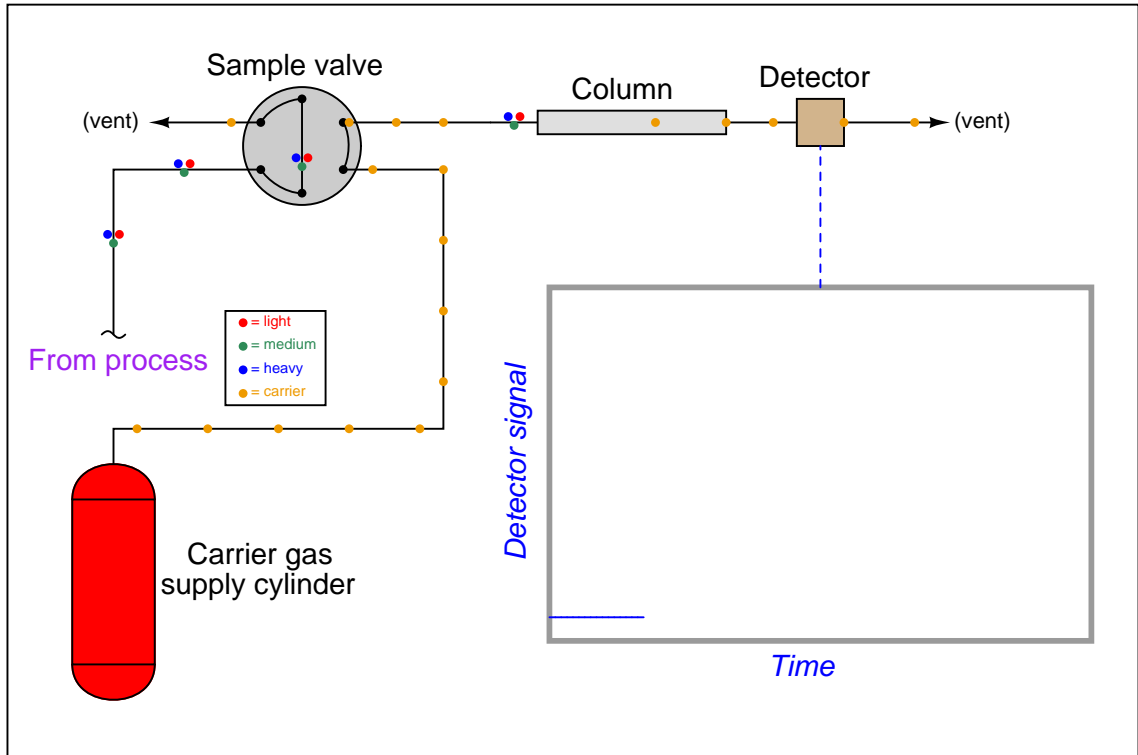 Sample valve
Column
Detector
(vent)
(vent)
= light
= medium
= heavy
= carrier
From process
Detector signal
Carrier gas
supply cylinder
Time